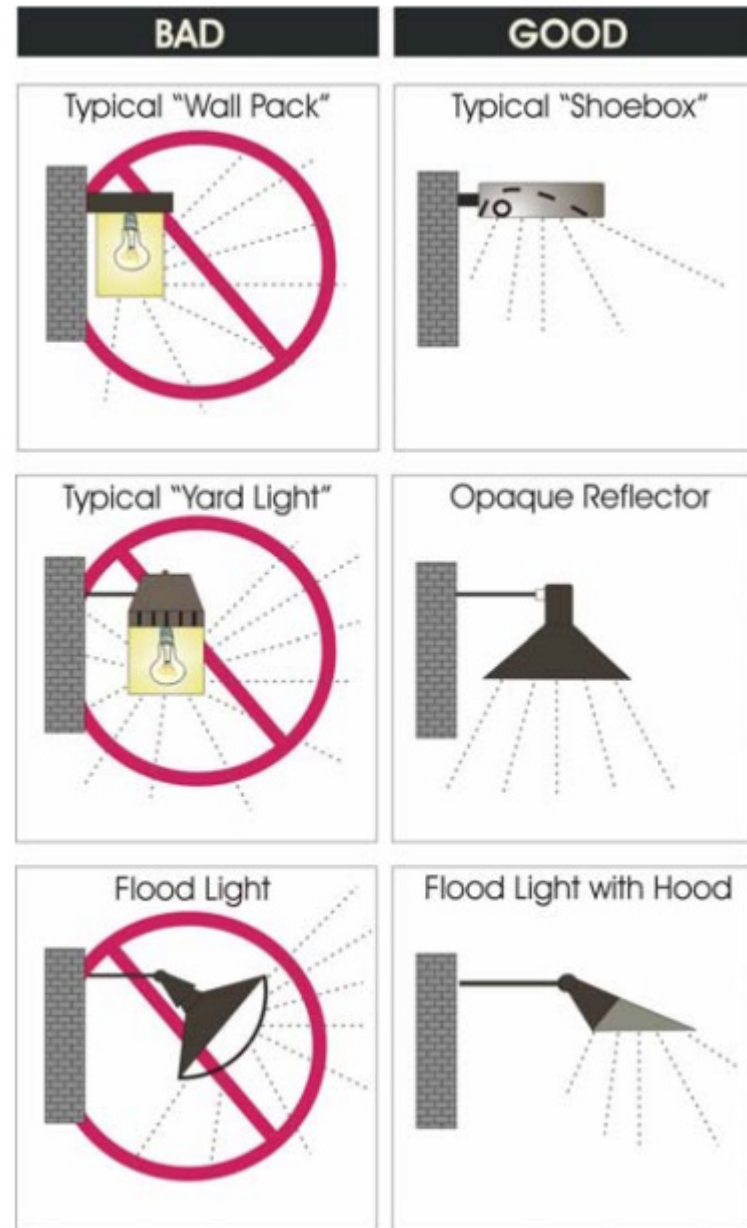 BAD
GOOD
Typical “Wall Pack”
Typical “Shoebox”
Typical “Yard Light”
Opaque Reflector
Flood Light
Flood Light with Hood